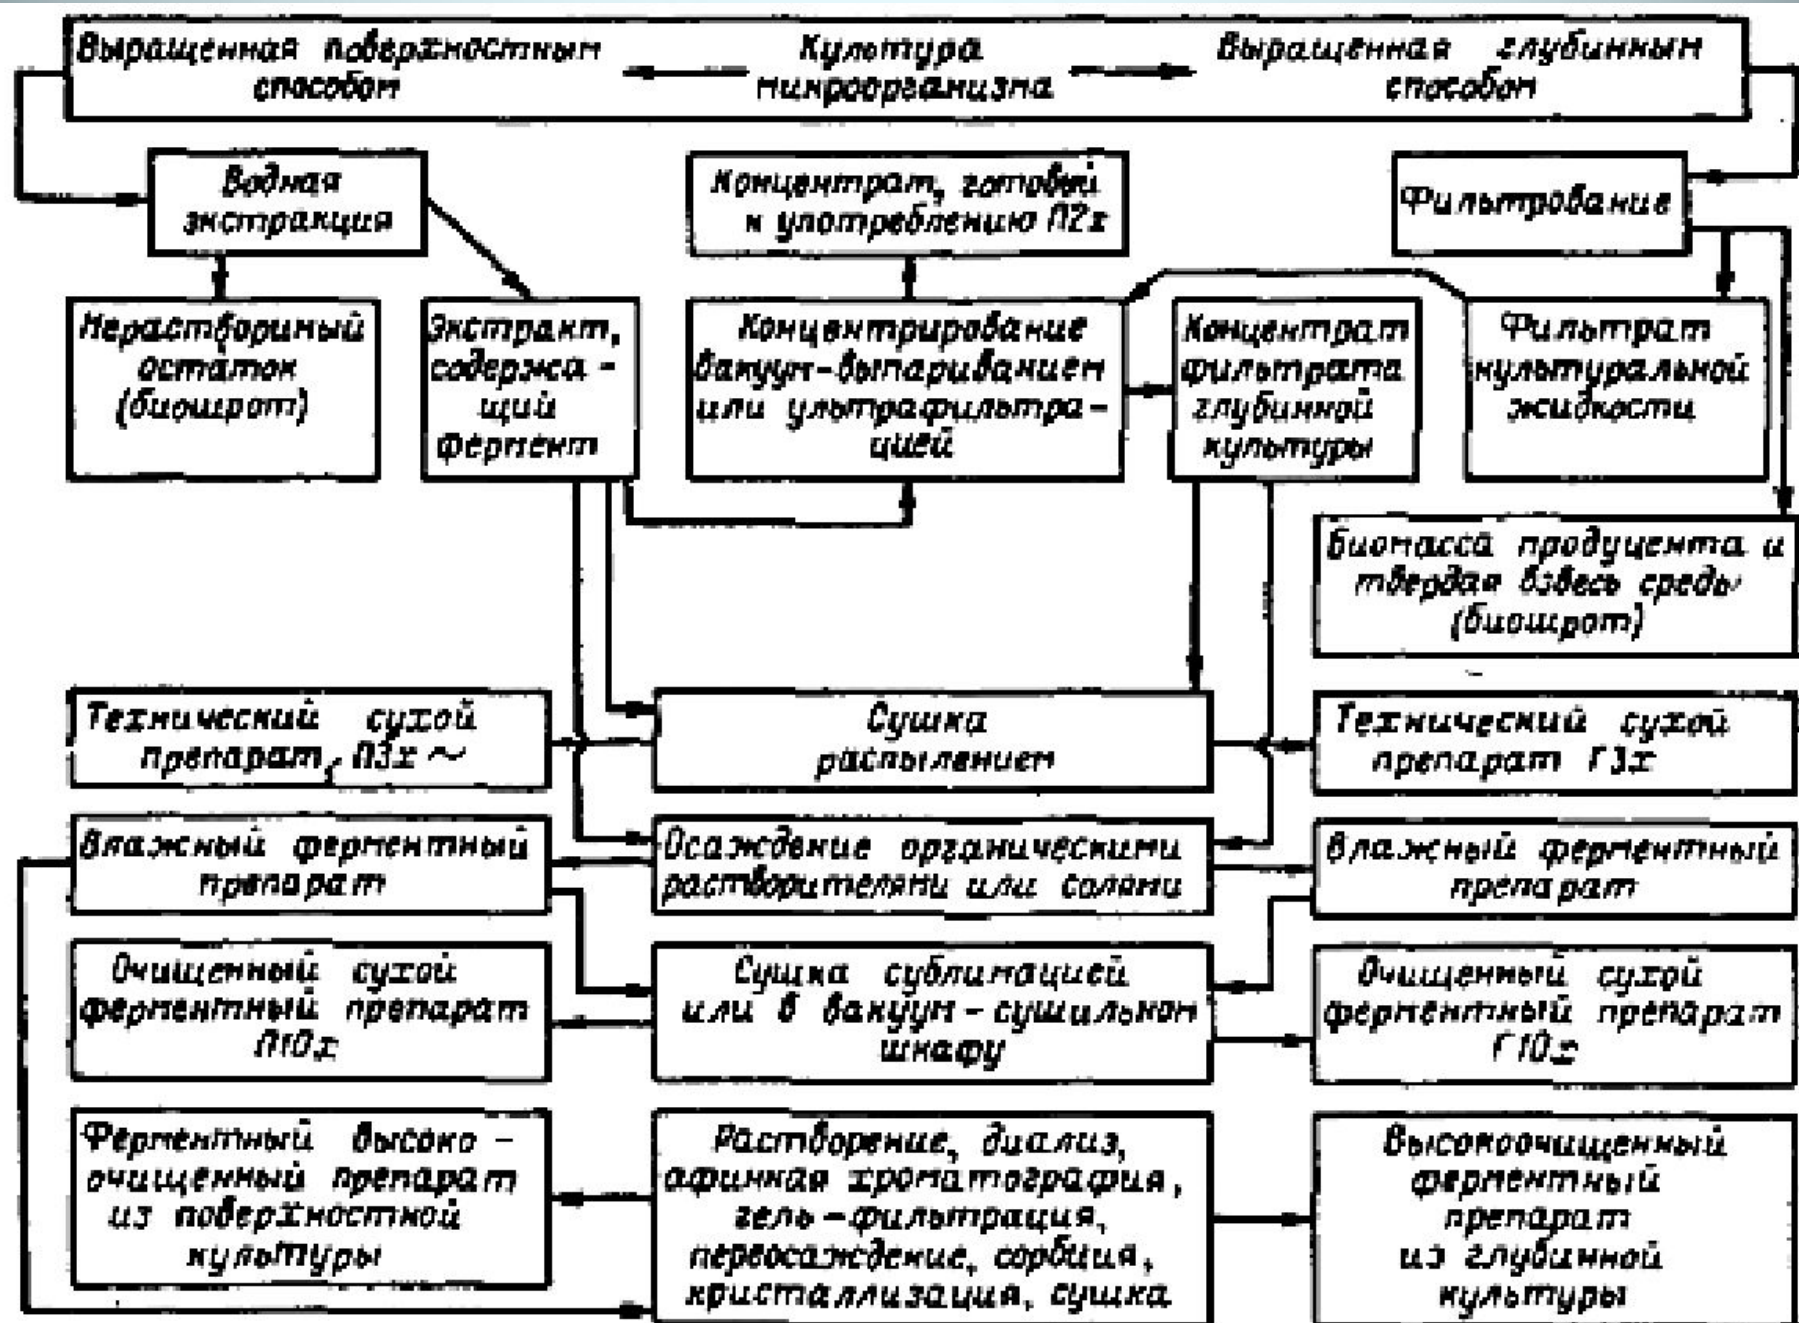 Выращенная поверхностным
способом
Культура
микроорганизма
Выращенная глубинным
способом
Водная
экстракция
Концентрат, готовый
к употреблению П2х
Фильтрование
Нерастворимый
остаток
(биошрот)
Экстракт,
содержа-
щий
фермент
Концентрирование
вакуум-выпариванием
или ультрафильтра-
цией
Концентрат
фильтрата
глубинной
культуры
Фильтрат
культуральной
жидкости
Биомасса продуцента и
твердая взвесь среды
(биошрот)
Технический сухой
препарат, П3х ~
Сушка
распылением
Технический сухой
препарат Г3х
Влажный ферментный
препарат
Осаждение органическими
растворителями или солями
Влажный ферментный
препарат
Очищенный сухой
ферментный препарат
П10х
Сушка сублимацией
или в вакуум-сушильном
шкафу
Очищенный сухой
ферментный препарат
Г10х
Ферментный высоко-
очищенный препарат
из поверхностной
культуры
Растворение, диализ,
афинная хроматография,
гель-фильтрация,
первосаждение, сорбция,
кристаллизация, сушка
Высокоочищенный
ферментный
препарат
из глубинной
культуры